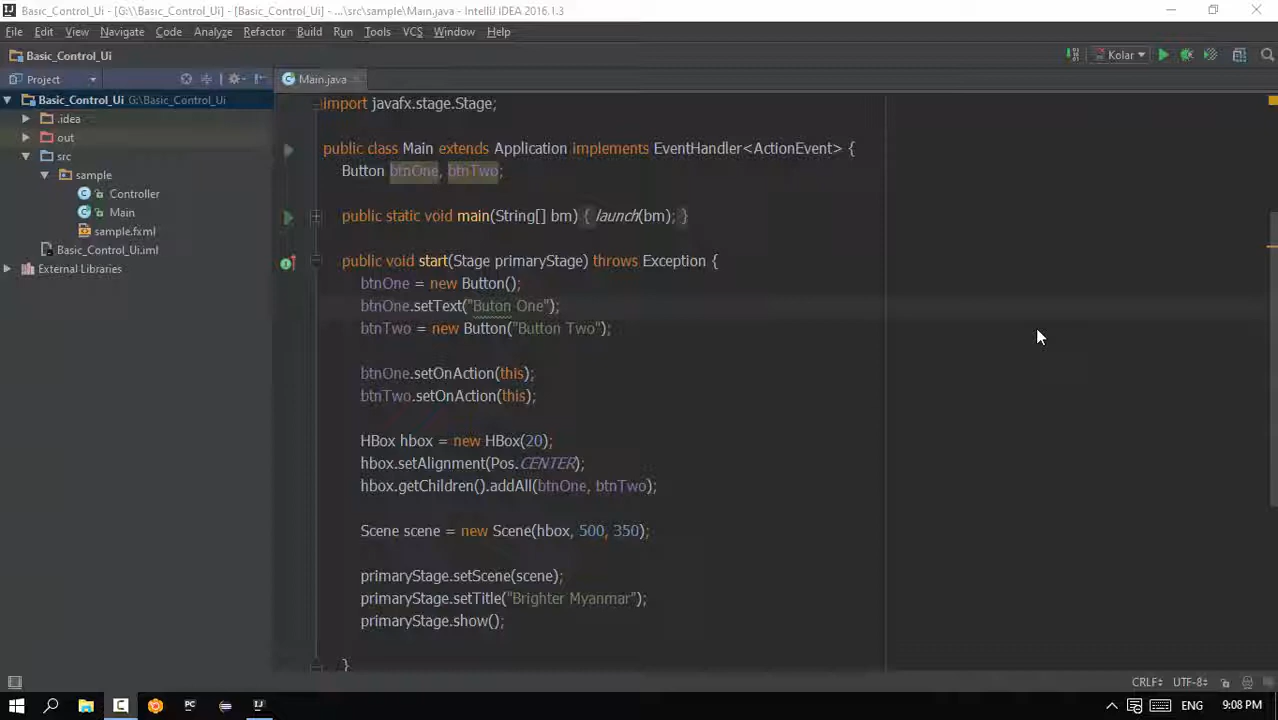 Basic_Control_Ui - [G:\\Basic_Control_Ui] - [Basic_Control_Ui] - ...\src\sample\Main.java - IntelliJ IDEA 2016.1.3
File Edit View Navigate Code Analyze Refactor Build Run Tools VCS Window Help
Basic_Control_Ui
Kolar
Project
Main.java
Basic_Control_Ui G:\Basic_Control_Ui
.idea
out
src
sample
Controller
Main
sample.fxml
Basic_Control_Ui.iml
External Libraries
import javafx.stage.Stage;
public class Main extends Application implements EventHandler<ActionEvent> {
Button btnOne, btnTwo;
public static void main(String[] bm) { launch(bm); }
public void start(Stage primaryStage) throws Exception {
btnOne = new Button();
btnOne.setText("Buton One");
btnTwo = new Button("Button Two");
btnOne.setOnAction(this);
btnTwo.setOnAction(this);
HBox hbox = new HBox(20);
hbox.setAlignment(Pos.CENTER);
hbox.getChildren().addAll(btnOne, btnTwo);
Scene scene = new Scene(hbox, 500, 350);
primaryStage.setScene(scene);
primaryStage.setTitle("Brighter Myanmar");
primaryStage.show();
}
CRLF UTF-8
PC
ENG 9:08 PM